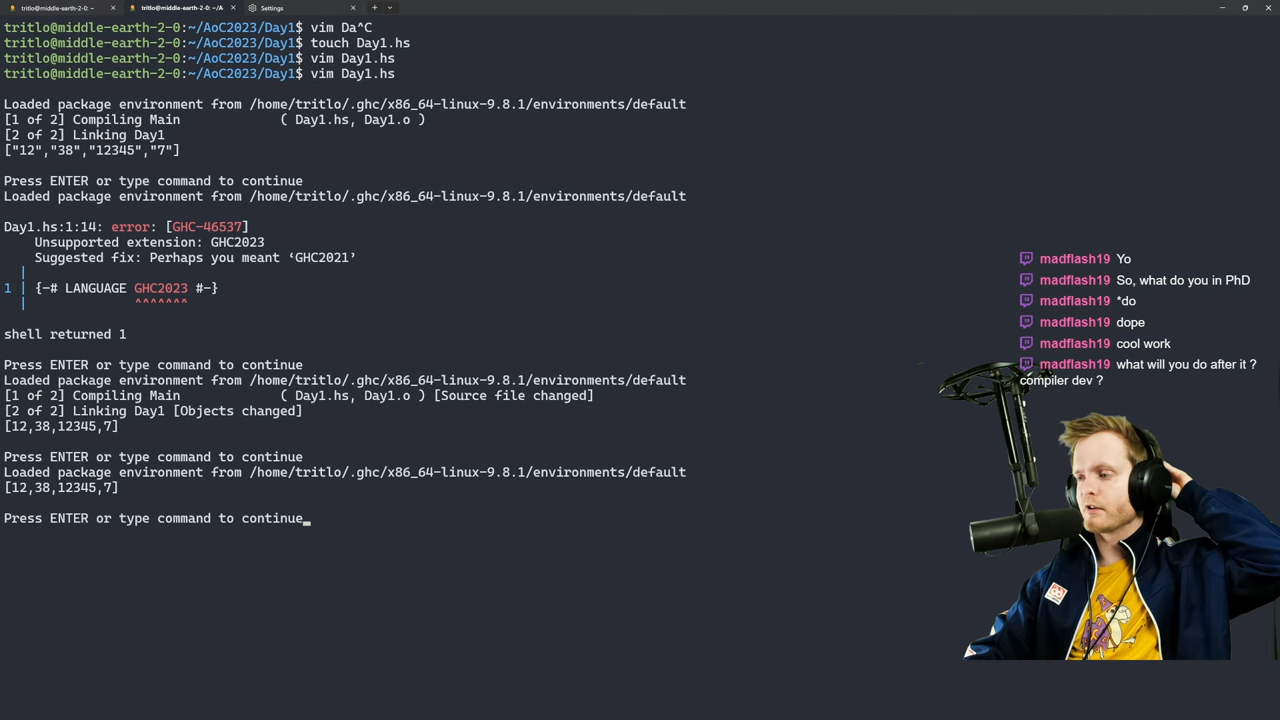 tritlo@middle-earth-2-0: ~
tritlo@middle-earth-2-0: ~/A
Settings
tritlo@middle-earth-2-0:~/AoC2023/Day1$ vim Da^C
tritlo@middle-earth-2-0:~/AoC2023/Day1$ touch Day1.hs
tritlo@middle-earth-2-0:~/AoC2023/Day1$ vim Day1.hs
tritlo@middle-earth-2-0:~/AoC2023/Day1$ vim Day1.hs
Loaded package environment from /home/tritlo/.ghc/x86_64-linux-9.8.1/environments/default
[1 of 2] Compiling Main             ( Day1.hs, Day1.o )
[2 of 2] Linking Day1
["12","38","12345","7"]
Press ENTER or type command to continue
Loaded package environment from /home/tritlo/.ghc/x86_64-linux-9.8.1/environments/default
Day1.hs:1:14: error: [GHC-46537]
    Unsupported extension: GHC2023
    Suggested fix: Perhaps you meant ‘GHC2021’
  |
1 | {-# LANGUAGE GHC2023 #-}
  |              ^^^^^^^
shell returned 1
Press ENTER or type command to continue
Loaded package environment from /home/tritlo/.ghc/x86_64-linux-9.8.1/environments/default
[1 of 2] Compiling Main             ( Day1.hs, Day1.o ) [Source file changed]
[2 of 2] Linking Day1 [Objects changed]
[12,38,12345,7]
Press ENTER or type command to continue
Loaded package environment from /home/tritlo/.ghc/x86_64-linux-9.8.1/environments/default
[12,38,12345,7]
Press ENTER or type command to continue
madflash19 Yo
madflash19 So, what do you in PhD
madflash19 *do
madflash19 dope
madflash19 cool work
madflash19 what will you do after it ?
compiler dev ?